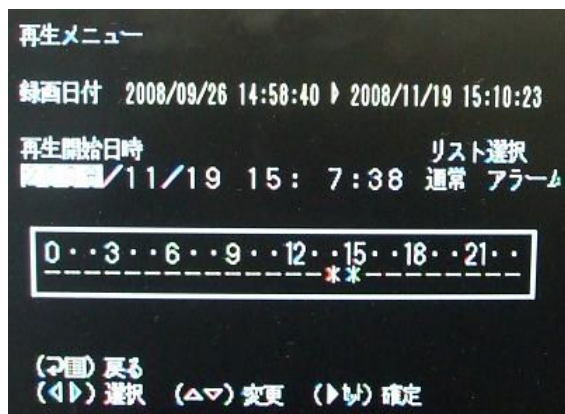 再生メニュー
録画日付 2008/09/26 14:58:40 ▶ 2008/11/19 15:10:23
再生開始日時 リスト選択
/11/19 15: 7:38 通常 アラーム
0・・3・・6・・9・・12・・15・・18・・21・・
--------------**--------
戻る
(◁▷) 選択 (△▽) 変更 (▶ｾｯﾄ) 確定